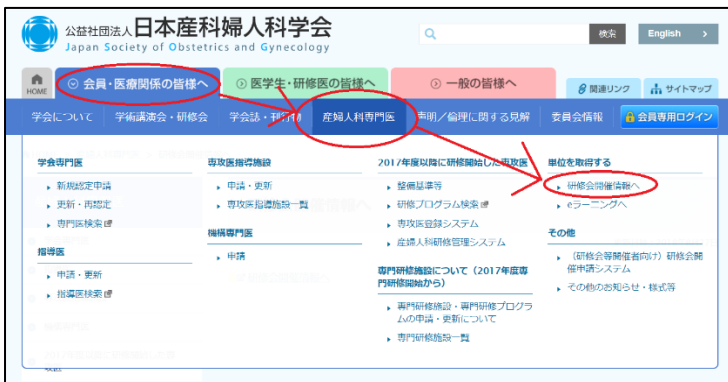 公益社団法人日本産科婦人科学会
Japan Society of Obstetrics and Gynecology
検索
English >
HOME
会員・医療関係の皆様へ
医学生・研修医の皆様へ
一般の皆様へ
関連リンク
サイトマップ
学会について
学術講演会・研修会
学会誌・刊行物
産婦人科専門医
声明／倫理に関する見解
委員会情報
会員専用ログイン
学会専門医
新規認定申請
更新・再認定
専門医検索
指導医
申請・更新
指導医検索
専攻医指導施設
申請・更新
専攻医指導施設一覧
機構専門医
申請
2017年度以降に研修開始した専攻医
整備基準等
研修プログラム検索
専攻医登録システム
産婦人科研修管理システム
専門研修施設について（2017年度専
門研修開始から）
専門研修施設・専門研修プログラ
ムの申請・更新について
専門研修施設一覧
単位を取得する
研修会開催情報へ
eラーニングへ
その他
（研修会等開催者向け）研修会開
催申請システム
その他のお知らせ・様式等